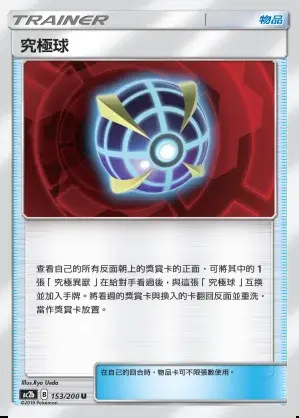 TRAINER
物品
究極球
查看自己的所有反面朝上的獎賞卡的正面,可將其中的1
張「究極異獸」在給對手看過後,與這張「究極球」互換
並加入手牌。將看過的獎賞卡與換入的卡翻回反面並重洗,
當作獎賞卡放置。
Illus.Kyo Ueda
AC2b B 153/200 U
©2019 Pokémon
在自己的回合時,物品卡可不限張數使用。